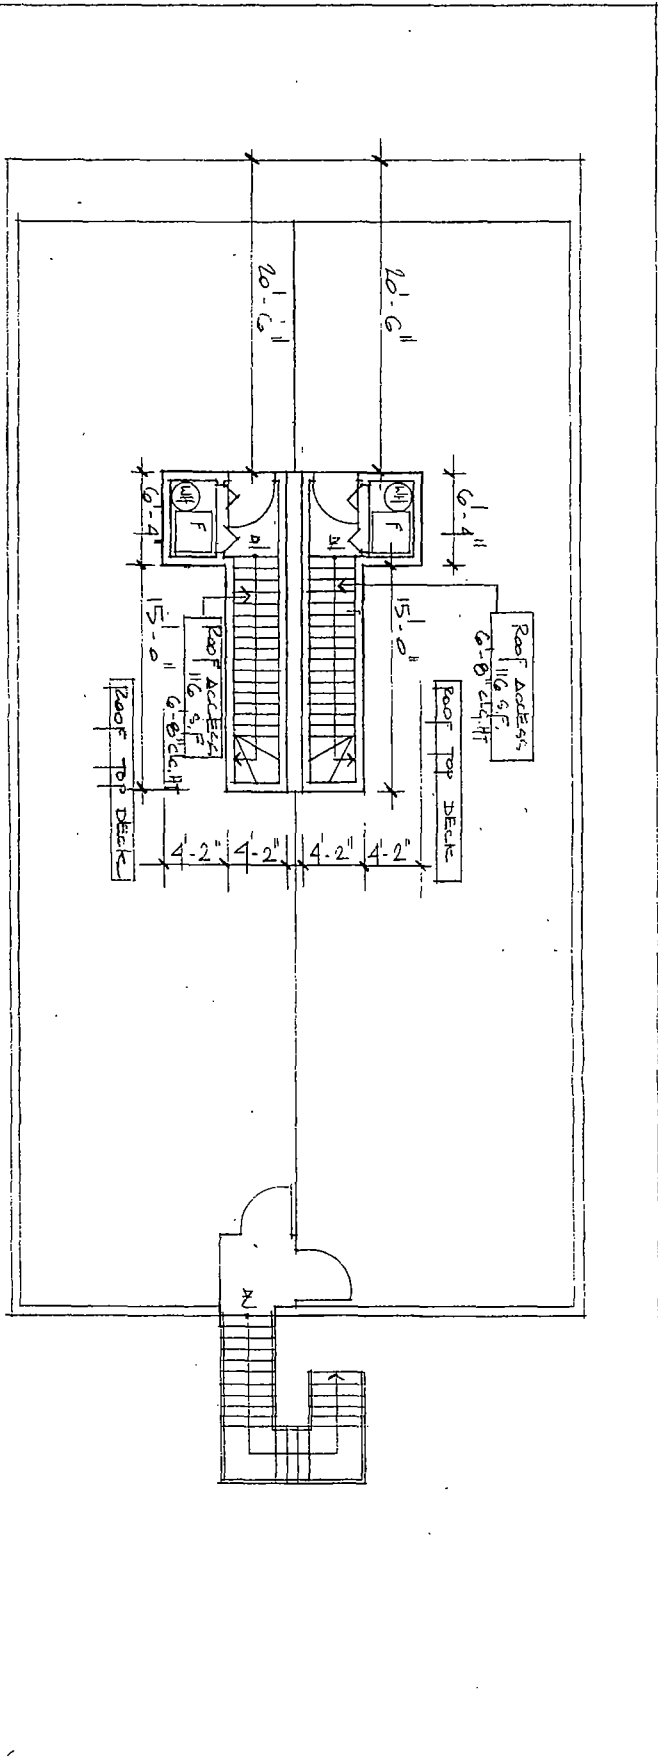 20'-6"
20'-6"
6'-4"
6'-4"
WH
F
WH
F
15'-0"
15'-0"
ROOF ACCESS
116 S.F.
6'-8" CLG. HT
ROOF ACCESS
116 S.F
6'-8" CLG. HT
ROOF TOP DECK
ROOF TOP DECK
4'-2" 4'-2" 4'-2" 4'-2"